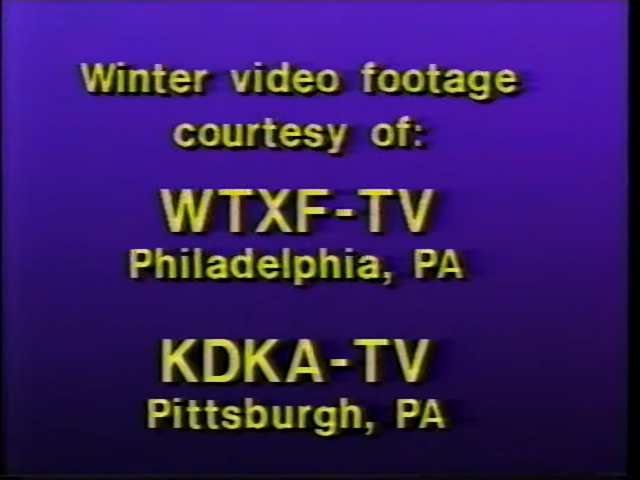 Winter video footage
courtesy of:
WTXF-TV
Philadelphia, PA
KDKA-TV
Pittsburgh, PA